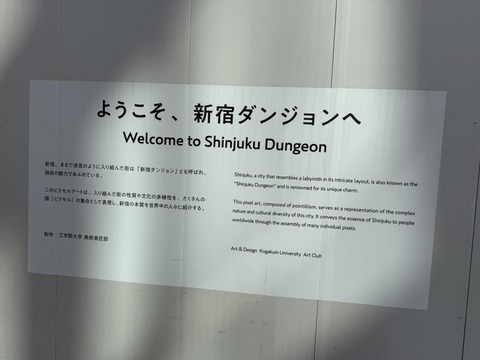 ようこそ、新宿ダンジョンへ
Welcome to Shinjuku Dungeon
新宿、まるで迷宮のように入り組んだ街は「新宿ダンジョン」とも呼ばれ、
独自の魅力であふれている。
このピクセルアートは、入り組んだ街の性質や文化の多様性を、たくさんの
個（ピクセル）の集合として表現し、新宿の本質を世界中の人々に紹介する。
制作：工学院大学 美術意匠部
Shinjuku, a city that resembles a labyrinth in its intricate layout, is also known as the
"Shinjuku Dungeon" and is renowned for its unique charm.
This pixel art, composed of pointillism, serves as a representation of the complex
nature and cultural diversity of this city. It conveys the essence of Shinjuku to people
worldwide through the assembly of many individual pixels.
Art & Design Kogakuin University Art Club